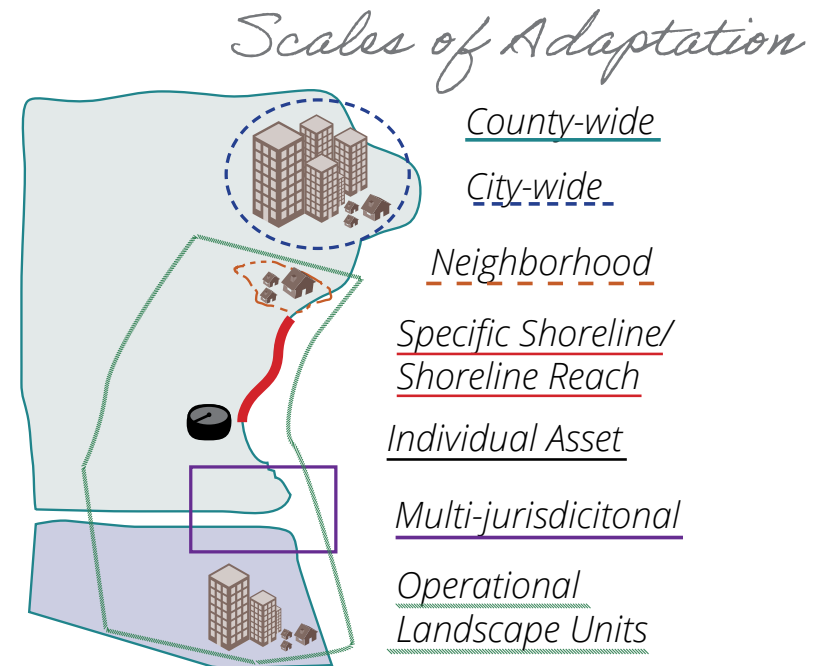 Scales of Adaptation
County-wide
City-wide
Neighborhood
Specific Shoreline/
Shoreline Reach
Individual Asset
Multi-jurisdicitonal
Operational
Landscape Units